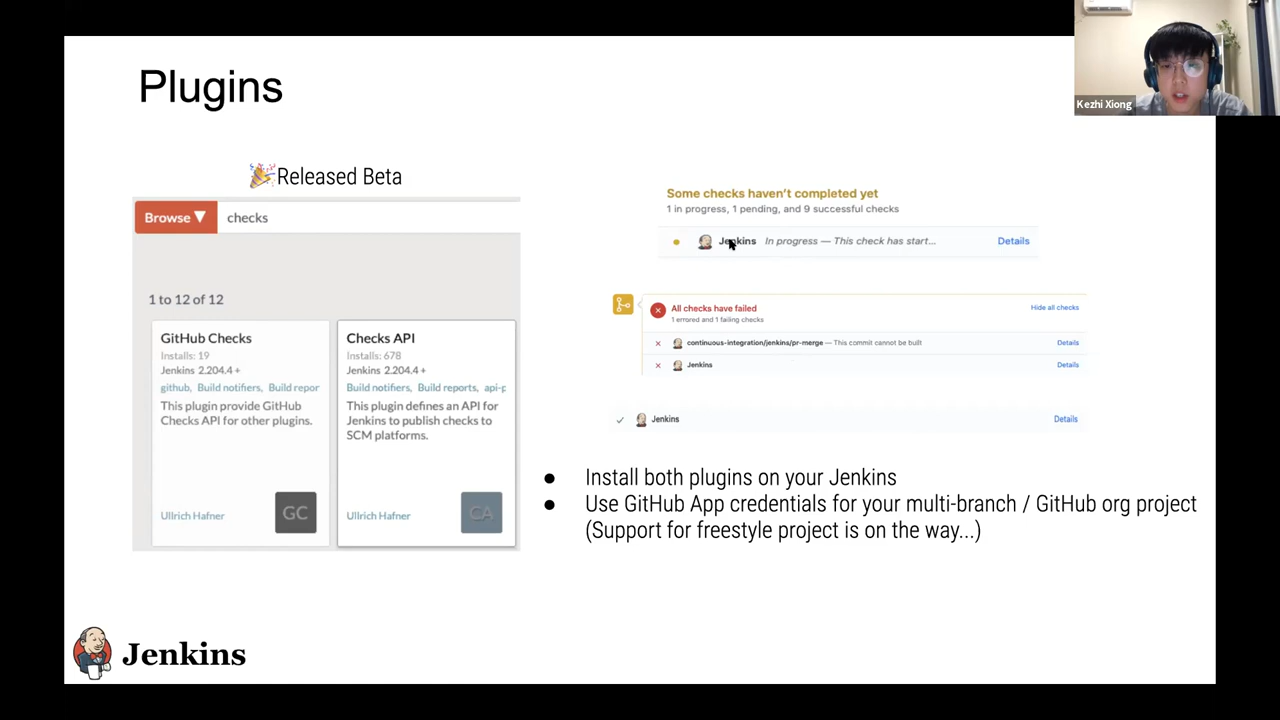 Plugins
Kezhi Xiong
🎉Released Beta
Browse ▼ checks
1 to 12 of 12
GitHub Checks
Installs: 19
Jenkins 2.204.4 +
github, Build notifiers, Build repor
This plugin provide GitHub
Checks API for other plugins.
Ullrich Hafner
GC
Checks API
Installs: 678
Jenkins 2.204.4 +
Build notifiers, Build reports, api-p
This plugin defines an API for
Jenkins to publish checks to
SCM platforms.
Ullrich Hafner
CA
Some checks haven't completed yet
1 in progress, 1 pending, and 9 successful checks
Jenkins In progress — This check has start... Details
All checks have failed Hide all checks
1 errored and 1 failing checks
continuous-integration/jenkins/pr-merge — This commit cannot be built Details
Jenkins Details
Jenkins Details
● Install both plugins on your Jenkins
● Use GitHub App credentials for your multi-branch / GitHub org project
(Support for freestyle project is on the way...)
Jenkins